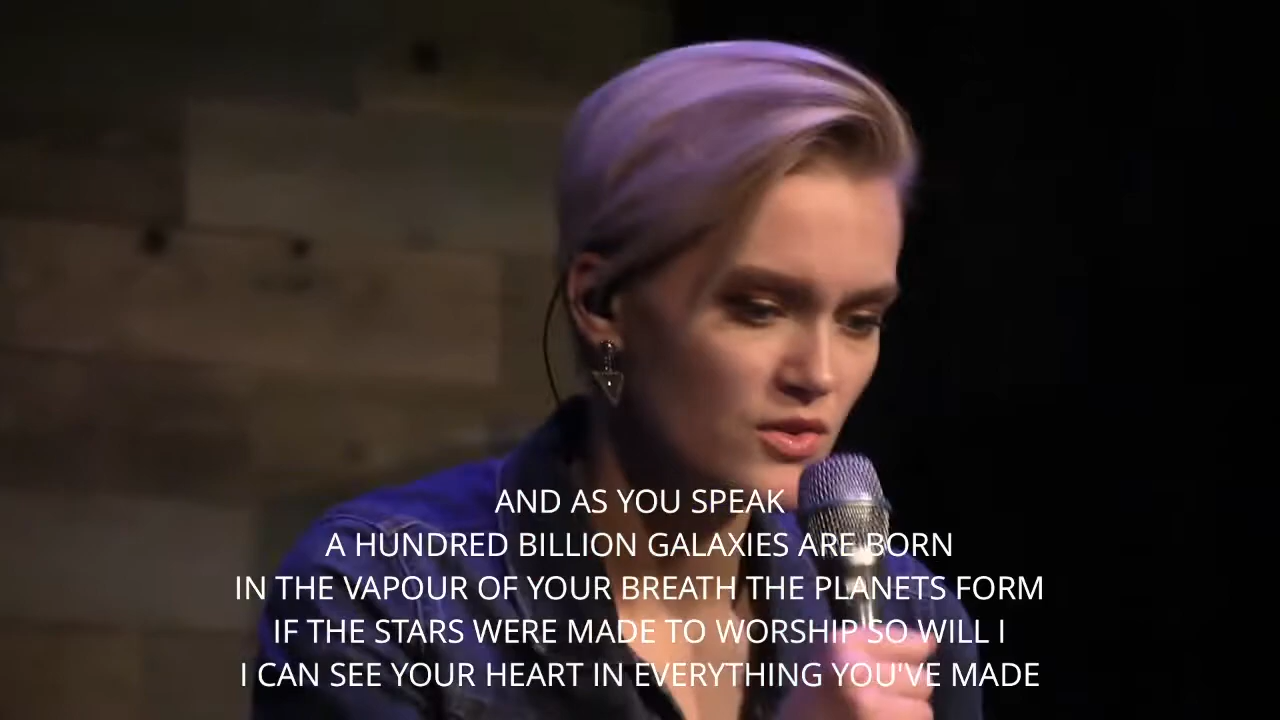 AND AS YOU SPEAK
A HUNDRED BILLION GALAXIES ARE BORN
IN THE VAPOUR OF YOUR BREATH THE PLANETS FORM
IF THE STARS WERE MADE TO WORSHIP SO WILL I
I CAN SEE YOUR HEART IN EVERYTHING YOU'VE MADE